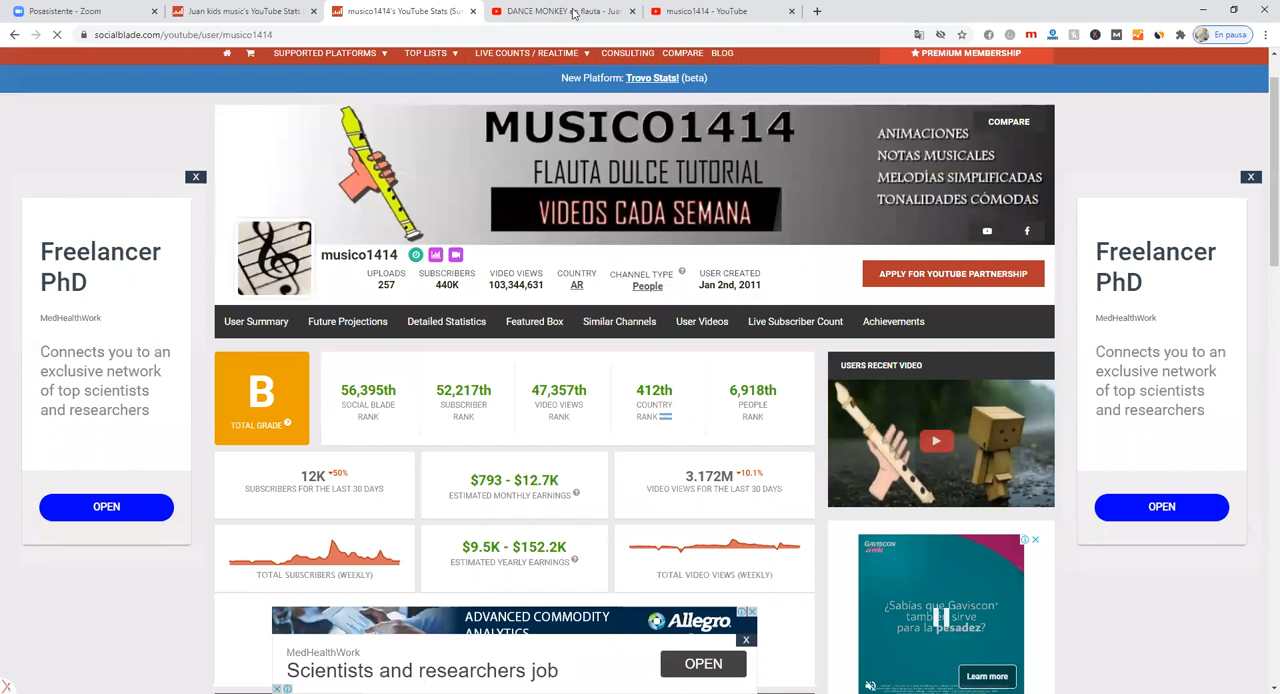 Posasistente - Zoom
Juan kids music's YouTube Stats
musico1414's YouTube Stats (Su
DANCE MONKEY en flauta - Juan
musico1414 - YouTube
socialblade.com/youtube/user/musico1414
En pausa
SUPPORTED PLATFORMS TOP LISTS LIVE COUNTS / REALTIME CONSULTING COMPARE BLOG
PREMIUM MEMBERSHIP
New Platform: Trovo Stats! (beta)
MUSICO1414
FLAUTA DULCE TUTORIAL
VIDEOS CADA SEMANA
COMPARE
ANIMACIONES
NOTAS MUSICALES
MELODÍAS SIMPLIFICADAS
TONALIDADES CÓMODAS
X
Freelancer
PhD
MedHealthWork
Connects you to an
exclusive network
of top scientists
and researchers
OPEN
musico1414
UPLOADS SUBSCRIBERS VIDEO VIEWS COUNTRY CHANNEL TYPE USER CREATED
257 440K 103,344,631 AR People Jan 2nd, 2011
APPLY FOR YOUTUBE PARTNERSHIP
User Summary Future Projections Detailed Statistics Featured Box Similar Channels User Videos Live Subscriber Count Achievements
B
TOTAL GRADE
56,395th 52,217th 47,357th 412th 6,918th
SOCIAL BLADE SUBSCRIBER VIDEO VIEWS COUNTRY PEOPLE
RANK RANK RANK RANK RANK
12K -50%
SUBSCRIBERS FOR THE LAST 30 DAYS
$793 - $12.7K
ESTIMATED MONTHLY EARNINGS
3.172M -10.1%
VIDEO VIEWS FOR THE LAST 30 DAYS
TOTAL SUBSCRIBERS (WEEKLY)
$9.5K - $152.2K
ESTIMATED YEARLY EARNINGS
TOTAL VIDEO VIEWS (WEEKLY)
USERS RECENT VIDEO
X
Freelancer
PhD
MedHealthWork
Connects you to an
exclusive network
of top scientists
and researchers
OPEN
GAVISCON
¿Sabías que Gaviscon
también sirve
para la pesadez?
Learn more
ADVANCED COMMODITY
ANALYTICS
Allegro.
X
MedHealthWork
Scientists and researchers job
OPEN